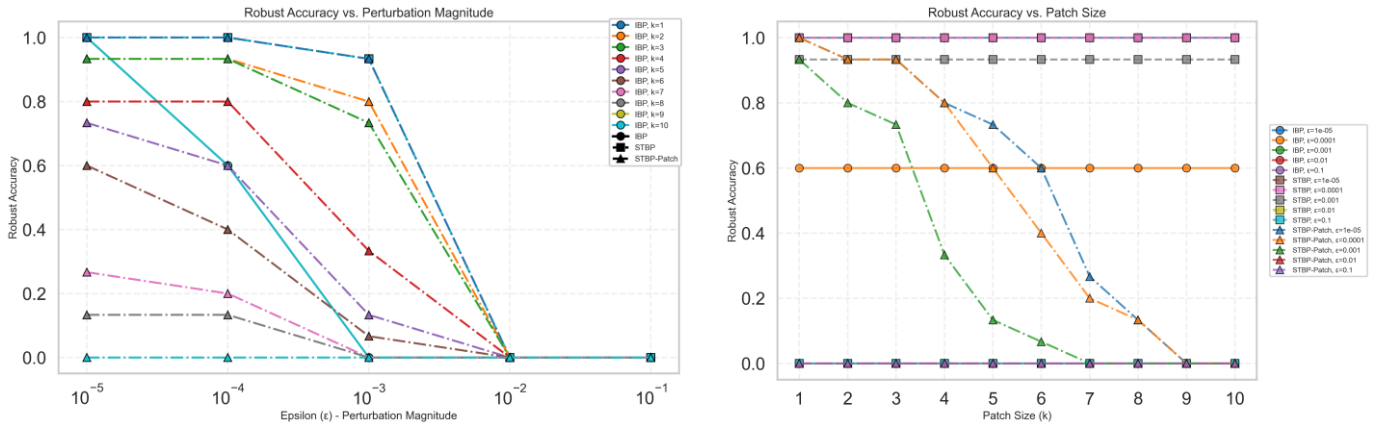 Robust Accuracy vs. Perturbation Magnitude
Robust Accuracy
1.0
0.8
0.6
0.4
0.2
0.0
10⁻⁵
10⁻⁴
10⁻³
10⁻²
10⁻¹
Epsilon (ε) - Perturbation Magnitude
IBP, k=1
IBP, k=2
IBP, k=3
IBP, k=4
IBP, k=5
IBP, k=6
IBP, k=7
IBP, k=8
IBP, k=9
IBP, k=10
IBP
STBP
STBP-Patch
Robust Accuracy vs. Patch Size
Robust Accuracy
1.0
0.8
0.6
0.4
0.2
0.0
1 2 3 4 5 6 7 8 9 10
Patch Size (k)
IBP, ε=1e-05
IBP, ε=0.0001
IBP, ε=0.001
IBP, ε=0.01
IBP, ε=0.1
STBP, ε=1e-05
STBP, ε=0.0001
STBP, ε=0.001
STBP, ε=0.01
STBP, ε=0.1
STBP-Patch, ε=1e-05
STBP-Patch, ε=0.0001
STBP-Patch, ε=0.001
STBP-Patch, ε=0.01
STBP-Patch, ε=0.1